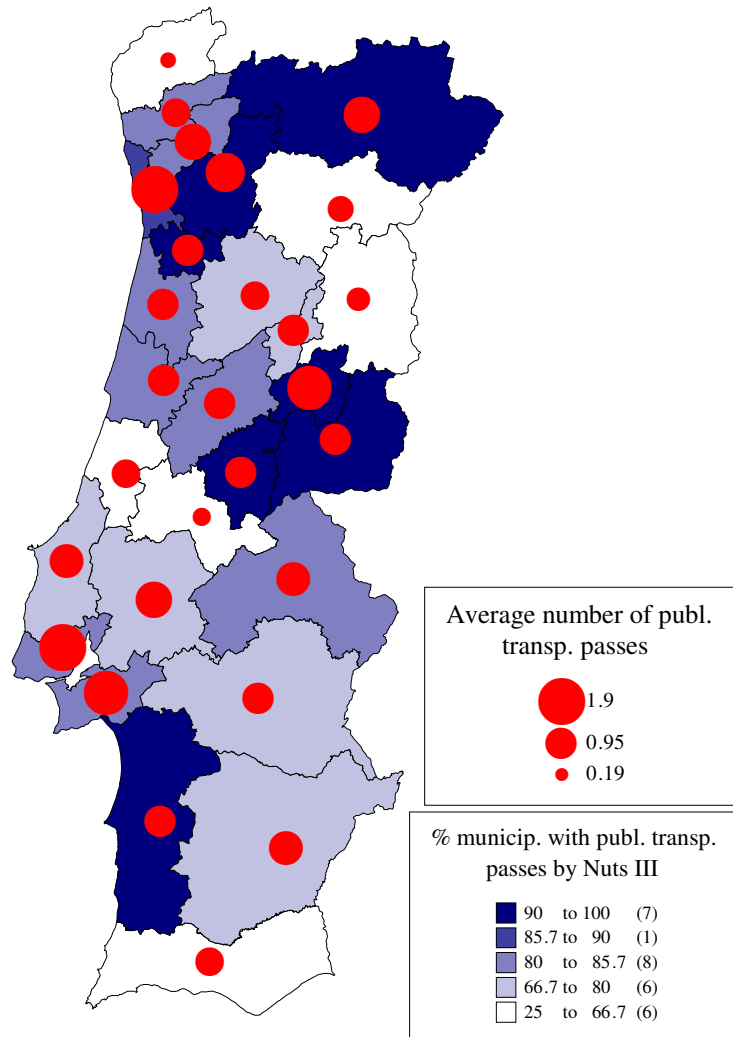 Average number of publ.
transp. passes
1.9
0.95
0.19
% municip. with publ. transp.
passes by Nuts III
90 to 100 (7)
85.7 to 90 (1)
80 to 85.7 (8)
66.7 to 80 (6)
25 to 66.7 (6)